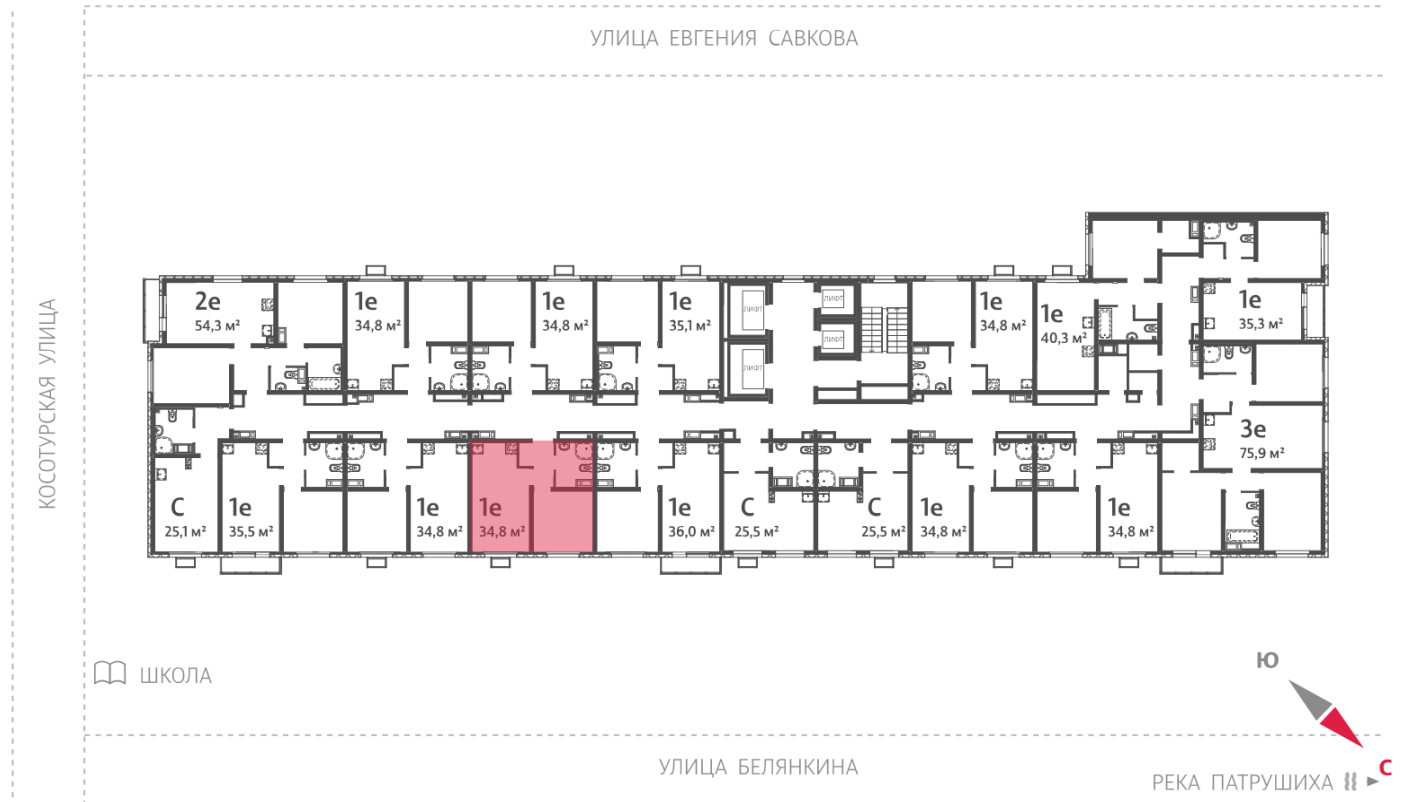 УЛИЦА ЕВГЕНИЯ САВКОВА
КОСОТУРСКАЯ УЛИЦА
2е
54,3 м²
1е
34,8 м²
1е
34,8 м²
1е
35,1 м²
ЛИФТ
ЛИФТ
ЛИФТ
ЛИФТ
1е
34,8 м²
1е
40,3 м²
1е
35,3 м²
3е
75,9 м²
С
25,1 м²
1е
35,5 м²
1е
34,8 м²
1е
34,8 м²
1е
36,0 м²
С
25,5 м²
С
25,5 м²
1е
34,8 м²
1е
34,8 м²
ШКОЛА
Ю
С
УЛИЦА БЕЛЯНКИНА
РЕКА ПАТРУШИХА